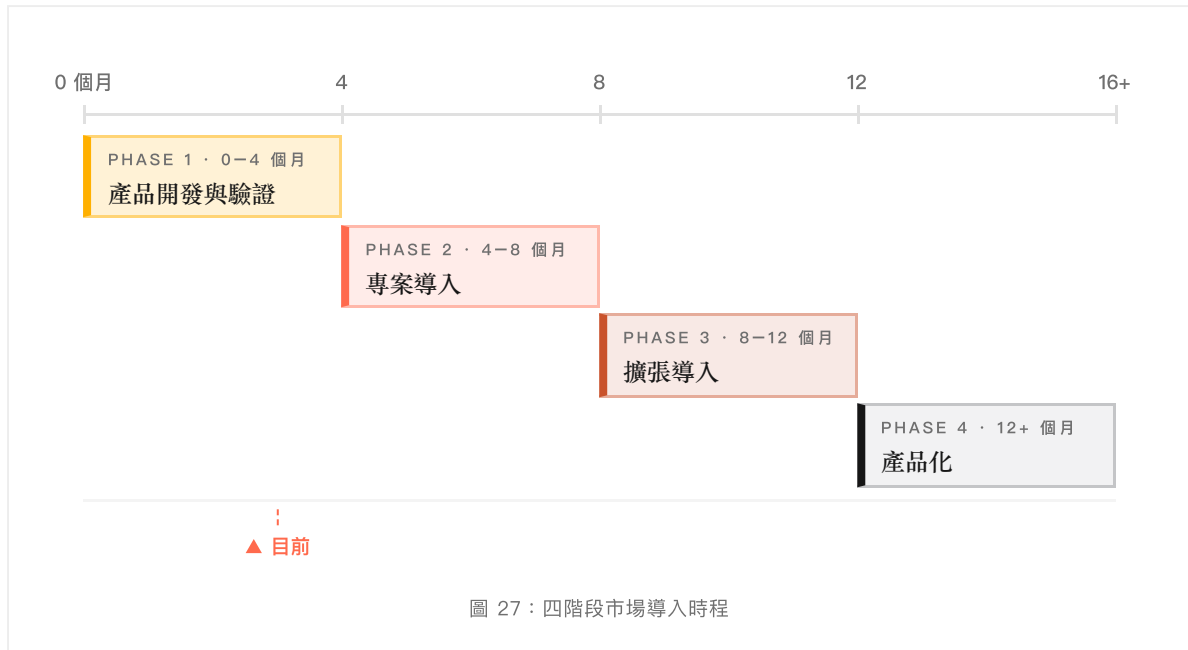 0 個月 4 8 12 16+
PHASE 1 · 0—4 個月
產品開發與驗證
PHASE 2 · 4—8 個月
專案導入
PHASE 3 · 8—12 個月
擴張導入
PHASE 4 · 12+ 個月
產品化
▲ 目前
圖 27：四階段市場導入時程